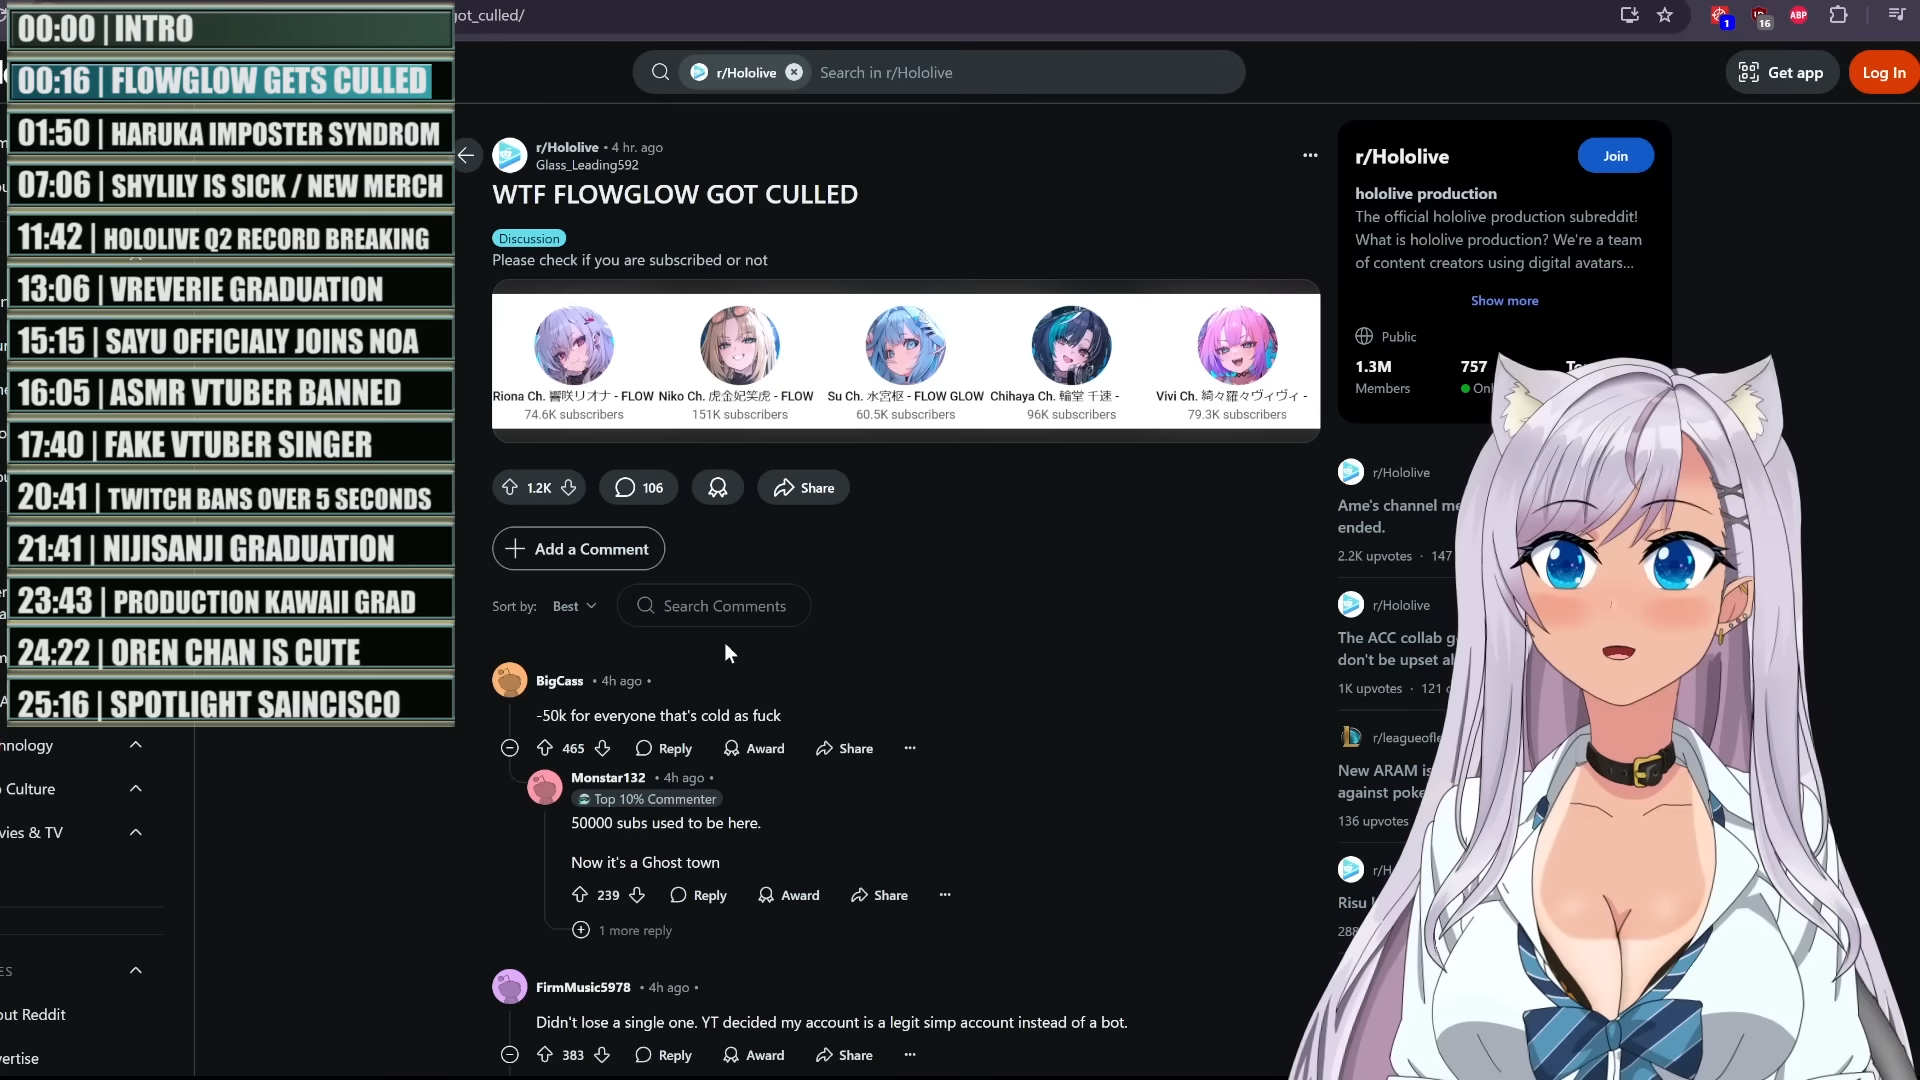 got_culled/
1
16
ABP
00:00 | INTRO
00:16 | FLOWGLOW GETS CULLED
01:50 | HARUKA IMPOSTER SYNDROM
07:06 | SHYLILY IS SICK / NEW MERCH
11:42 | HOLOLIVE Q2 RECORD BREAKING
13:06 | VREVERIE GRADUATION
15:15 | SAYU OFFICIALY JOINS NOA
16:05 | ASMR VTUBER BANNED
17:40 | FAKE VTUBER SINGER
20:41 | TWITCH BANS OVER 5 SECONDS
21:41 | NIJISANJI GRADUATION
23:43 | PRODUCTION KAWAII GRAD
24:22 | OREN CHAN IS CUTE
25:16 | SPOTLIGHT SAINCISCO
hnology
Culture
vies & TV
ES
out Reddit
ertise
r/Hololive
Search in r/Hololive
Get app
Log In
r/Hololive • 4 hr. ago
Glass_Leading592
WTF FLOWGLOW GOT CULLED
Discussion
Please check if you are subscribed or not
Riona Ch. 響咲リオナ - FLOW
74.6K subscribers
Niko Ch. 虎金妃笑虎 - FLOW
151K subscribers
Su Ch. 水宮枢 - FLOW GLOW
60.5K subscribers
Chihaya Ch. 輪堂 千速 -
96K subscribers
Vivi Ch. 綺々羅々ヴィヴィ -
79.3K subscribers
1.2K
106
Share
Add a Comment
Sort by: Best
Search Comments
BigCass • 4h ago •
-50k for everyone that's cold as fuck
465 Reply Award Share
Monstar132 • 4h ago •
Top 10% Commenter
50000 subs used to be here.
Now it's a Ghost town
239 Reply Award Share
1 more reply
FirmMusic5978 • 4h ago •
Didn't lose a single one. YT decided my account is a legit simp account instead of a bot.
383 Reply Award Share
r/Hololive
Join
hololive production
The official hololive production subreddit!
What is hololive production? We're a team
of content creators using digital avatars...
Show more
Public
1.3M
Members
757
Onl
r/Hololive
Ame's channel me
ended.
2.2K upvotes · 147
r/Hololive
The ACC collab g
don't be upset al
1K upvotes · 121 c
r/leagueofle
New ARAM is
against poke
136 upvotes
r/H
Risu
288